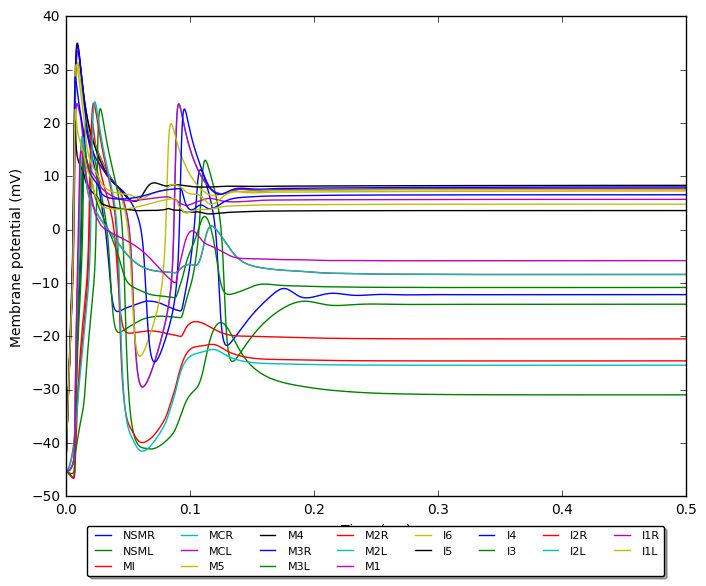 40
30
20
10
0
−10
−20
−30
−40
−50
Membrane potential (mV)
0.0 0.1 0.2 0.3 0.4 0.5
NSMR MCR M4 M2R I6 I4 I2R I1R
NSML MCL M3R M2L I5 I3 I2L I1L
MI M5 M3L M1